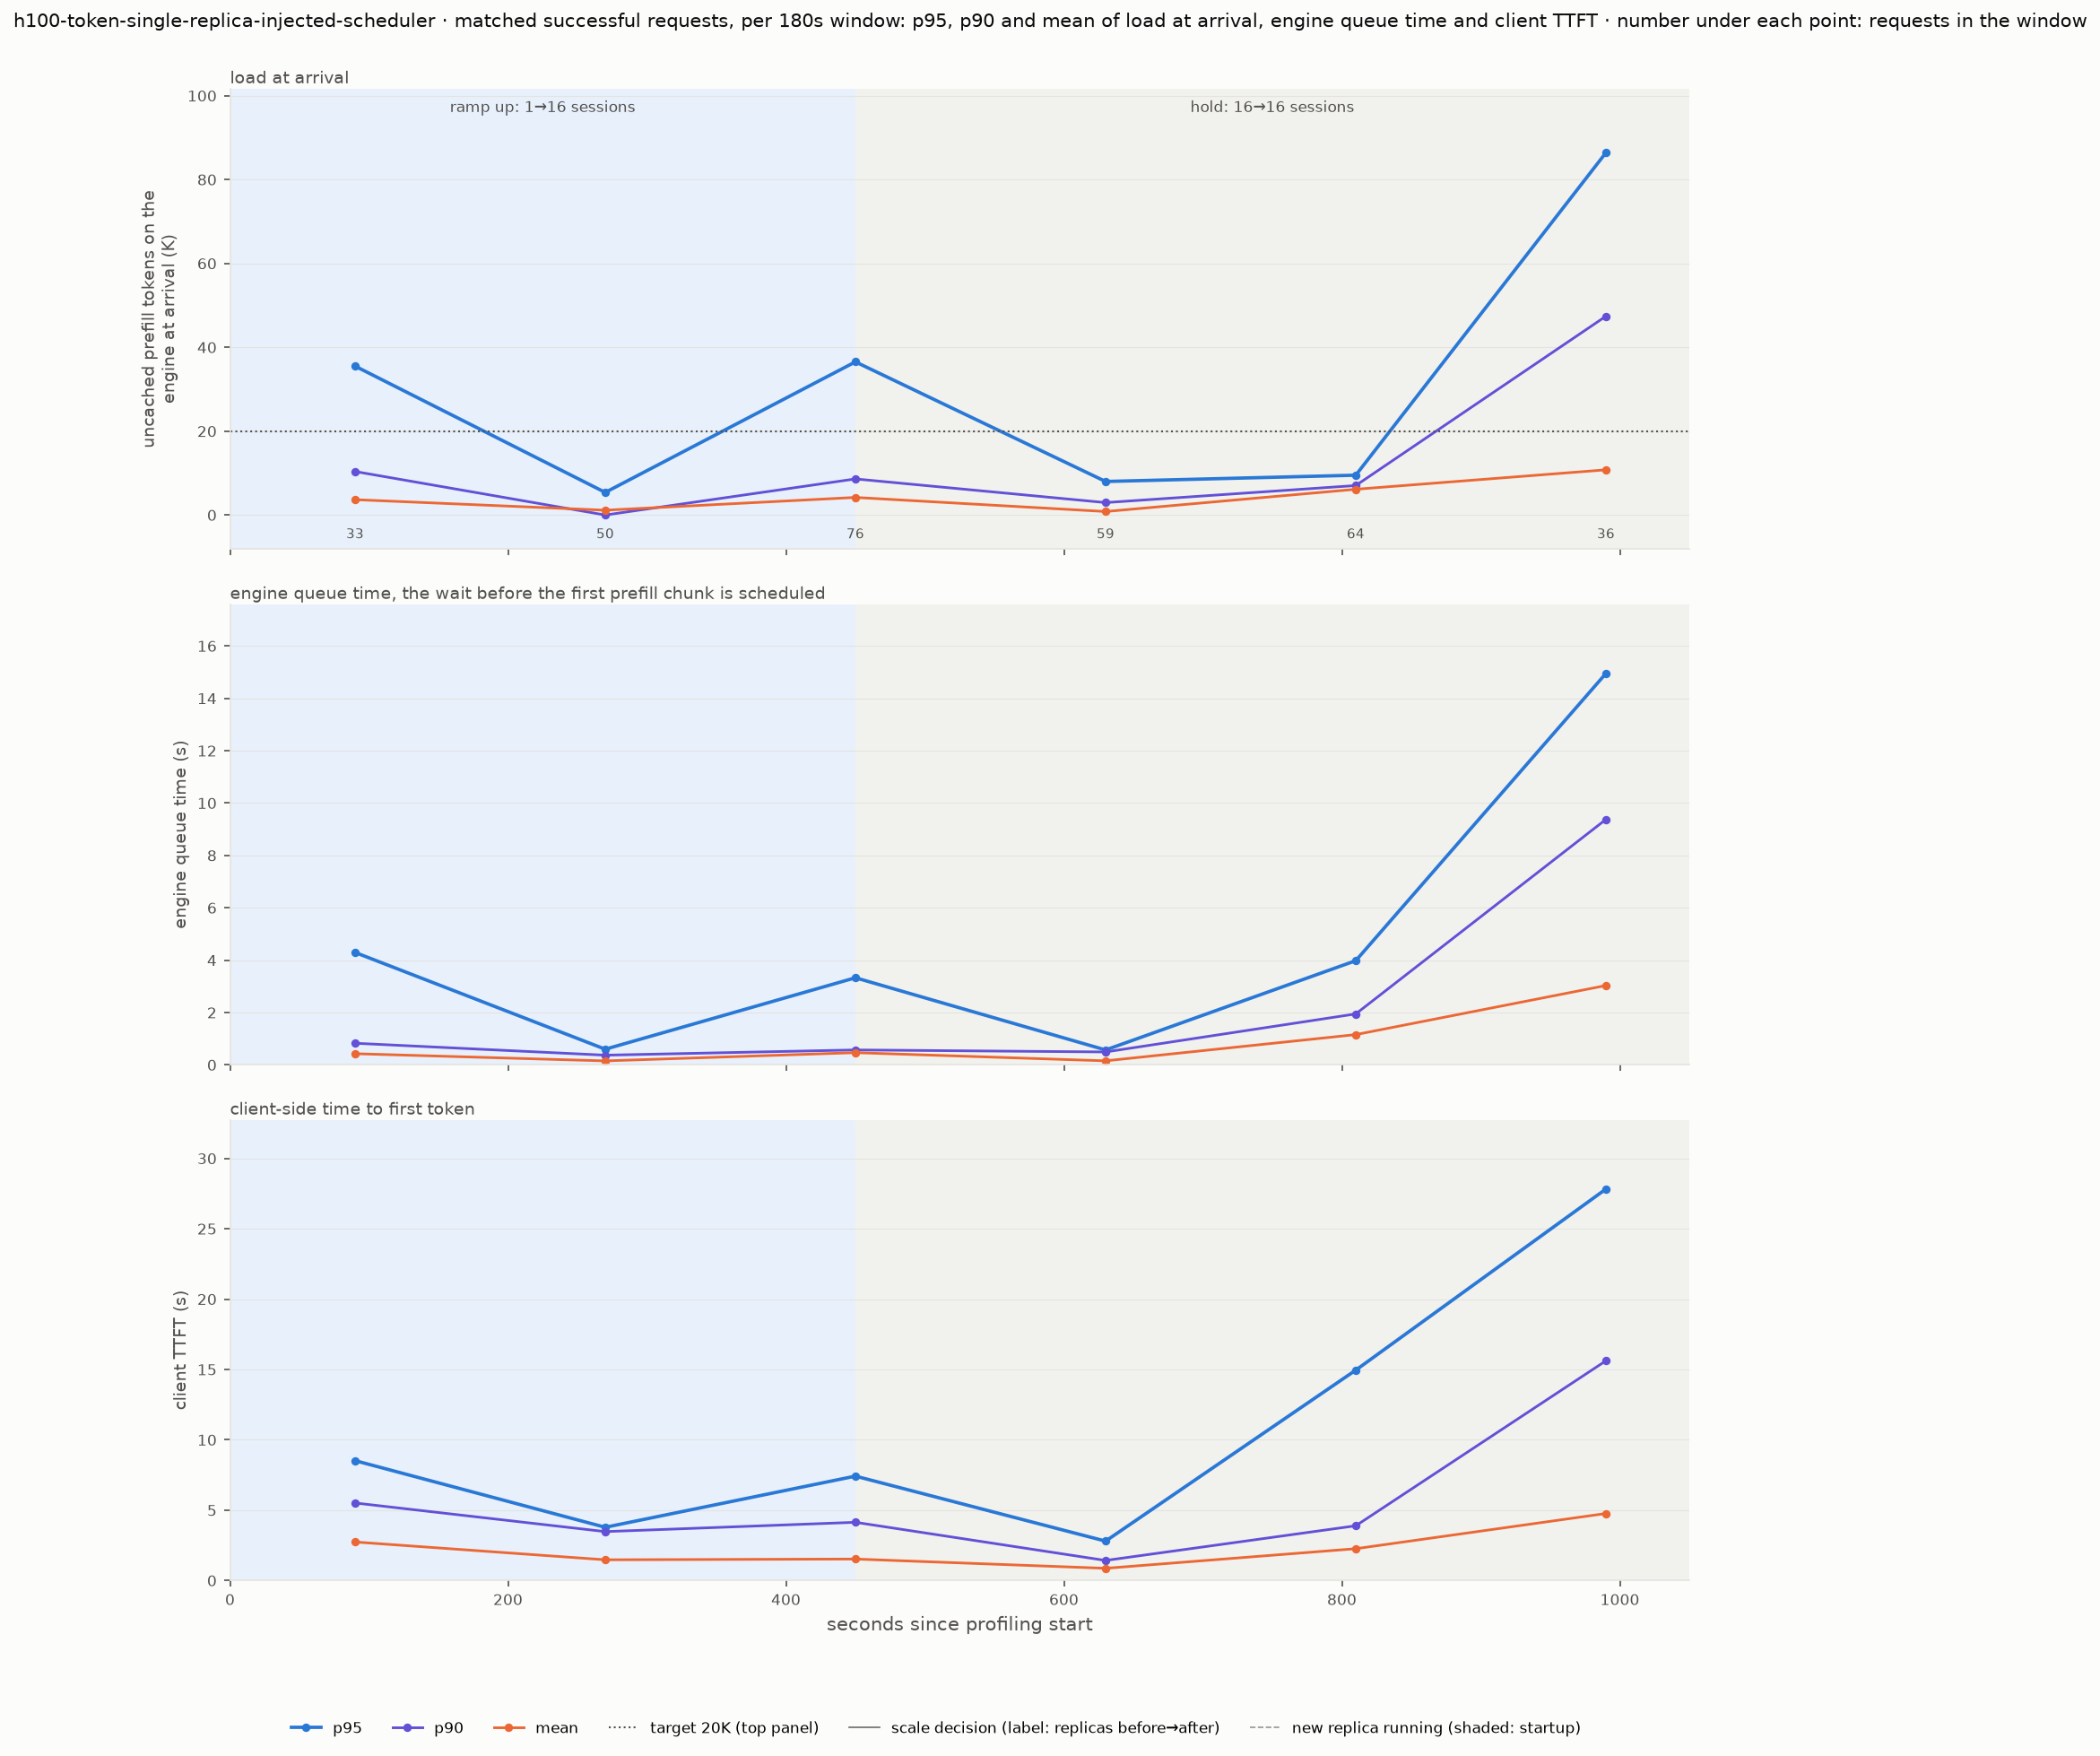 h100-token-single-replica-injected-scheduler · matched successful requests, per 180s window: p95, p90 and mean of load at arrival, engine queue time and client TTFT · number under each point: requests in the window
load at arrival
ramp up: 1→16 sessions
hold: 16→16 sessions
uncached prefill tokens on the
engine at arrival (K)
100
80
60
40
20
0
33 50 76 59 64 36
engine queue time, the wait before the first prefill chunk is scheduled
engine queue time (s)
16
14
12
10
8
6
4
2
0
client-side time to first token
client TTFT (s)
30
25
20
15
10
5
0
0 200 400 600 800 1000
seconds since profiling start
p95 p90 mean target 20K (top panel) scale decision (label: replicas before→after) new replica running (shaded: startup)